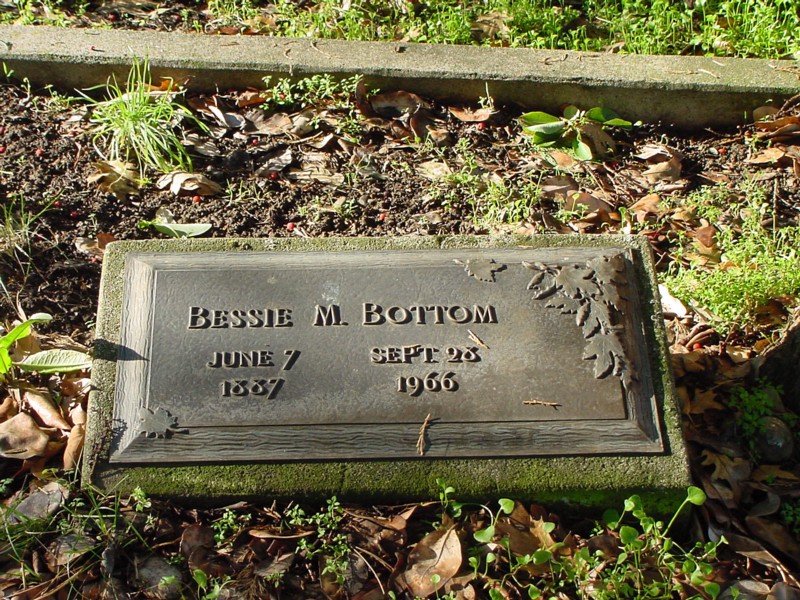 BESSIE M. BOTTOM
JUNE 7 SEPT 28
1887 1966